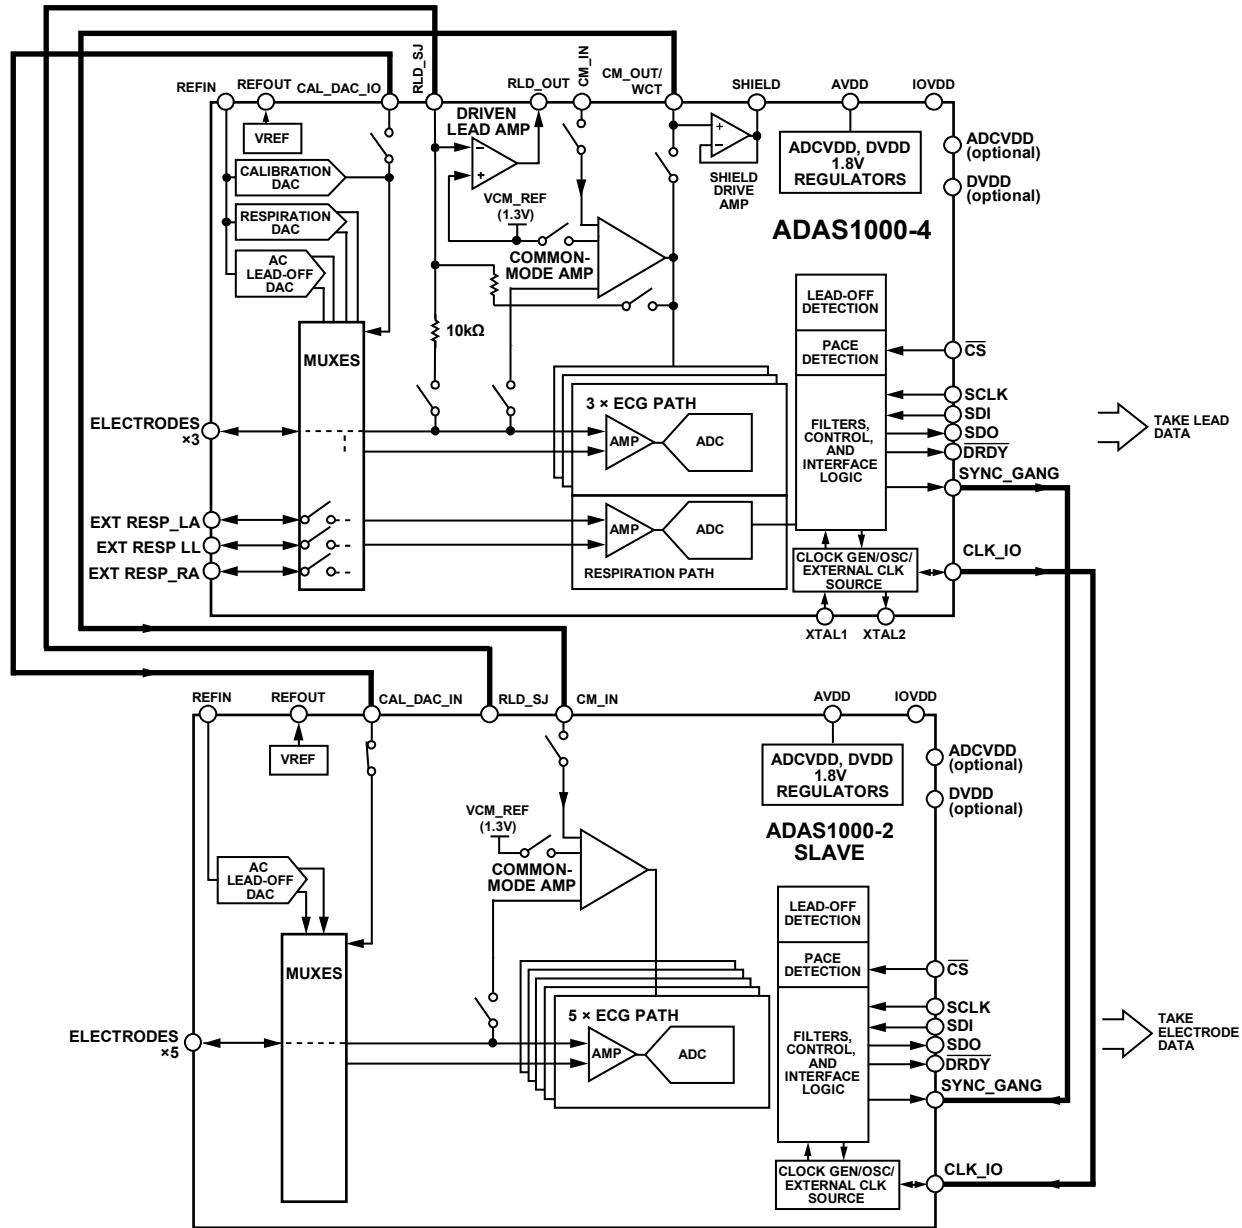 REFIN
REFOUT
CAL_DAC_IO
RLD_SJ
RLD_OUT
CM_IN
CM_OUT/
WCT
SHIELD
AVDD
IOVDD
VREF
DRIVEN
LEAD AMP
–
+
+
–
SHIELD
DRIVE
AMP
ADCVDD, DVDD
1.8V
REGULATORS
ADCVDD
(optional)
DVDD
(optional)
CALIBRATION
DAC
RESPIRATION
DAC
AC
LEAD-OFF
DAC
VCM_REF
(1.3V)
COMMON-
MODE AMP
ADAS1000-4
10kΩ
MUXES
LEAD-OFF
DETECTION
PACE
DETECTION
FILTERS,
CONTROL,
AND
INTERFACE
LOGIC
CS
SCLK
SDI
SDO
DRDY
SYNC_GANG
TAKE LEAD
DATA
ELECTRODES
×3
3 × ECG PATH
AMP
ADC
EXT RESP_LA
EXT RESP LL
EXT RESP_RA
AMP
ADC
RESPIRATION PATH
CLOCK GEN/OSC/
EXTERNAL CLK
SOURCE
CLK_IO
XTAL1
XTAL2
REFIN
REFOUT
CAL_DAC_IN
RLD_SJ
CM_IN
AVDD
IOVDD
VREF
ADCVDD, DVDD
1.8V
REGULATORS
ADCVDD
(optional)
DVDD
(optional)
VCM_REF
(1.3V)
COMMON-
MODE AMP
ADAS1000-2
SLAVE
AC
LEAD-OFF
DAC
MUXES
LEAD-OFF
DETECTION
PACE
DETECTION
FILTERS,
CONTROL,
AND
INTERFACE
LOGIC
CS
SCLK
SDI
SDO
DRDY
SYNC_GANG
TAKE
ELECTRODE
DATA
ELECTRODES
×5
5 × ECG PATH
AMP
ADC
CLOCK GEN/OSC/
EXTERNAL CLK
SOURCE
CLK_IO